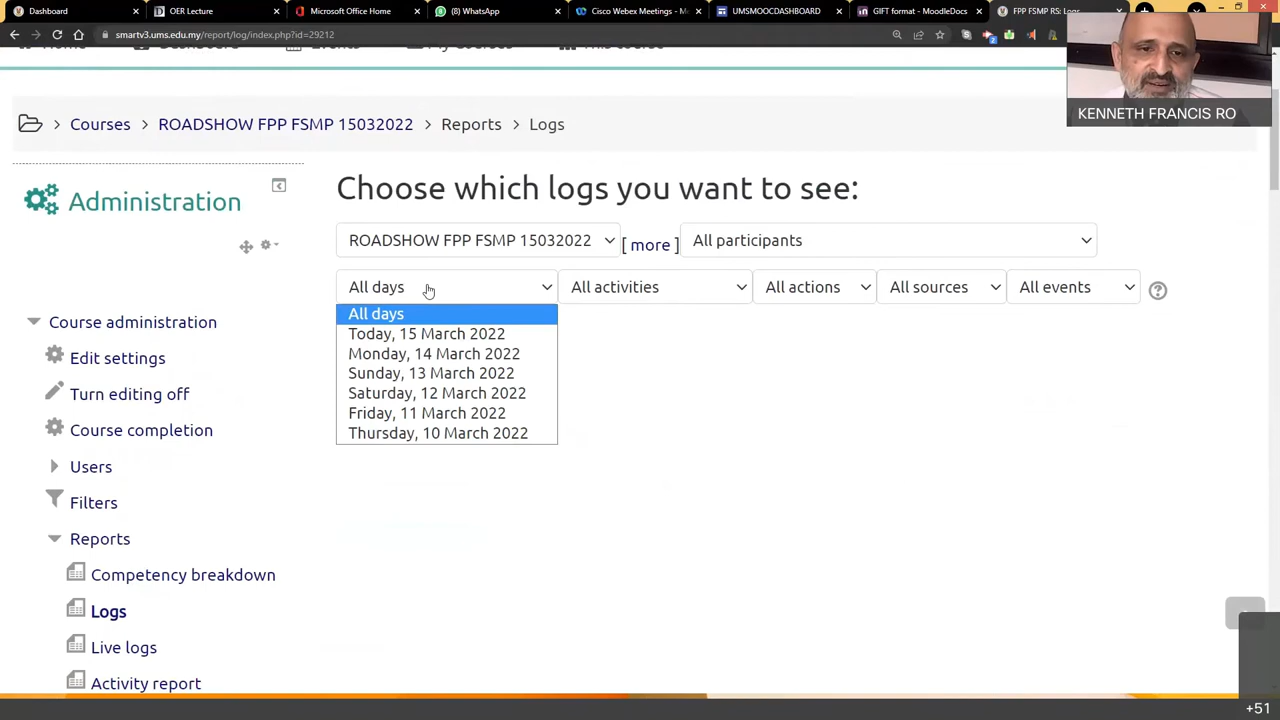 Dashboard
OER Lecture
Microsoft Office Home
(8) WhatsApp
Cisco Webex Meetings - Mo
UMSMOOCDASHBOARD
GIFT format - MoodleDocs
FPP FSMP RS: Logs
smartv3.ums.edu.my/report/log/index.php?id=29212
Courses
ROADSHOW FPP FSMP 15032022
Reports
Logs
KENNETH FRANCIS RO
Administration
Choose which logs you want to see:
ROADSHOW FPP FSMP 15032022
[ more ]
All participants
All days
All activities
All actions
All sources
All events
All days
Today, 15 March 2022
Monday, 14 March 2022
Sunday, 13 March 2022
Saturday, 12 March 2022
Friday, 11 March 2022
Thursday, 10 March 2022
Course administration
Edit settings
Turn editing off
Course completion
Users
Filters
Reports
Competency breakdown
Logs
Live logs
Activity report
+51